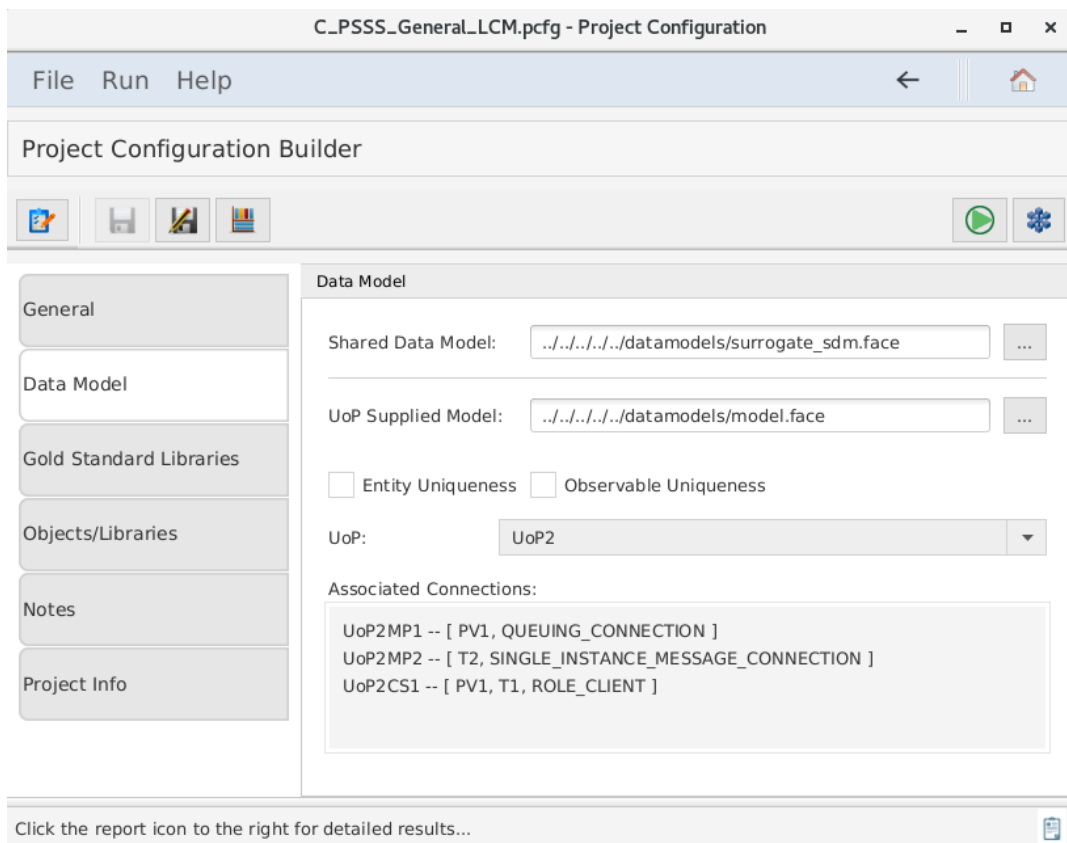 C_PSSS_General_LCM.pcfg - Project Configuration
File Run Help
Project Configuration Builder
General
Data Model
Gold Standard Libraries
Objects/Libraries
Notes
Project Info
Data Model
Shared Data Model: ../../../../../datamodels/surrogate_sdm.face ...
UoP Supplied Model: ../../../../../datamodels/model.face ...
Entity Uniqueness Observable Uniqueness
UoP: UoP2
Associated Connections:
UoP2MP1 -- [ PV1, QUEUING_CONNECTION ]
UoP2MP2 -- [ T2, SINGLE_INSTANCE_MESSAGE_CONNECTION ]
UoP2CS1 -- [ PV1, T1, ROLE_CLIENT ]
Click the report icon to the right for detailed results...